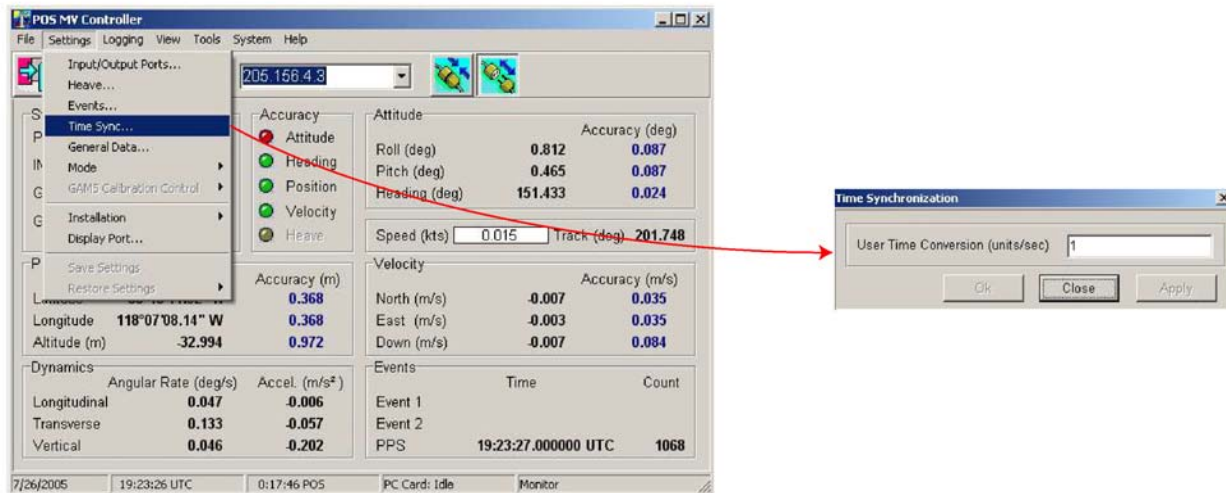 POS MV Controller
File Settings Logging View Tools System Help
Input/Output Ports...
Heave...
Events...
Time Sync...
General Data...
Mode
GAMS Calibration Control
Installation
Display Port...
Save Settings
Restore Settings
205.156.4.3
Accuracy
Attitude
Heading
Position
Velocity
Heave
Attitude
Accuracy (deg)
Roll (deg) 0.812 0.087
Pitch (deg) 0.465 0.087
Heading (deg) 151.433 0.024
Speed (kts) 0.015 Track (deg) 201.748
Accuracy (m)
0.368
Longitude 118°07'08.14" W 0.368
Altitude (m) -32.994 0.972
Velocity
Accuracy (m/s)
North (m/s) -0.007 0.035
East (m/s) -0.003 0.035
Down (m/s) -0.007 0.084
Dynamics
Angular Rate (deg/s) Accel. (m/s²)
Longitudinal 0.047 -0.006
Transverse 0.133 -0.057
Vertical 0.046 -0.202
Events
Time Count
Event 1
Event 2
PPS 19:23:27.000000 UTC 1068
7/26/2005 19:23:26 UTC 0:17:46 POS PC Card: Idle Monitor
Time Synchronization
User Time Conversion (units/sec) 1
Ok Close Apply